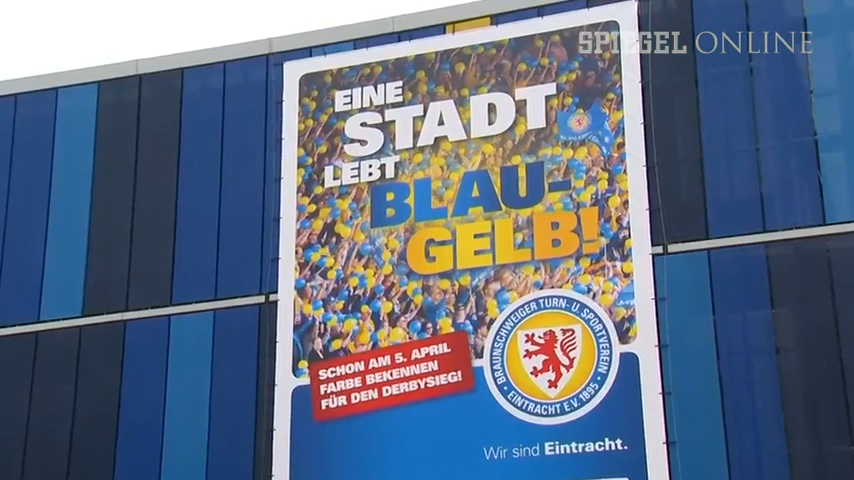 SPIEGEL ONLINE
EINE
STADT
LEBT
BLAU-
GELB!
SCHON AM 5. APRIL
FARBE BEKENNEN
FÜR DEN DERBYSIEG!
BRAUNSCHWEIGER TURN- U. SPORTVEREIN
EINTRACHT E.V. 1895
Wir sind Eintracht.